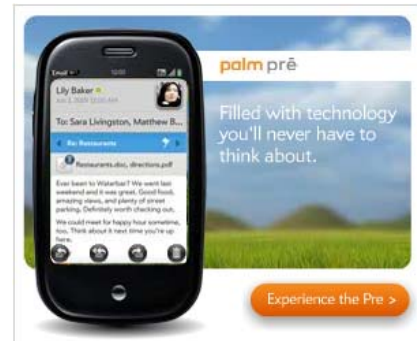 Email
12:00
Lily Baker
To: Sara Livingston, Matthew B...
Re: Restaurants
Restaurants.doc, directions.pdf
Ever been to Waterbar? We went last
weekend and it was great. Good food,
amazing views, and plenty of street
parking. Definitely worth checking out.
We could meet for happy hour sometime,
too. Think about it next time you're up
here.
palm prē
Filled with technology
you'll never have to
think about.
Experience the Pre >